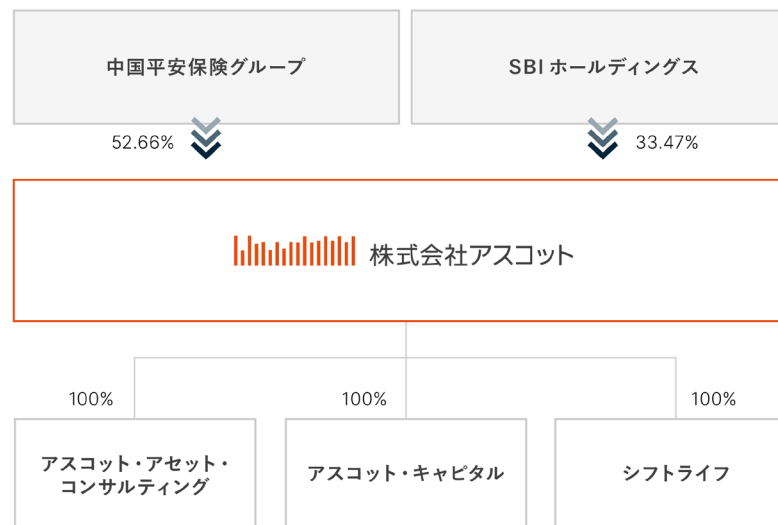 中国平安保険グループ
SBIホールディングス
52.66%
33.47%
株式会社アスコット
100%
100%
100%
アスコット・アセット・
コンサルティング
アスコット・キャピタル
シフトライフ